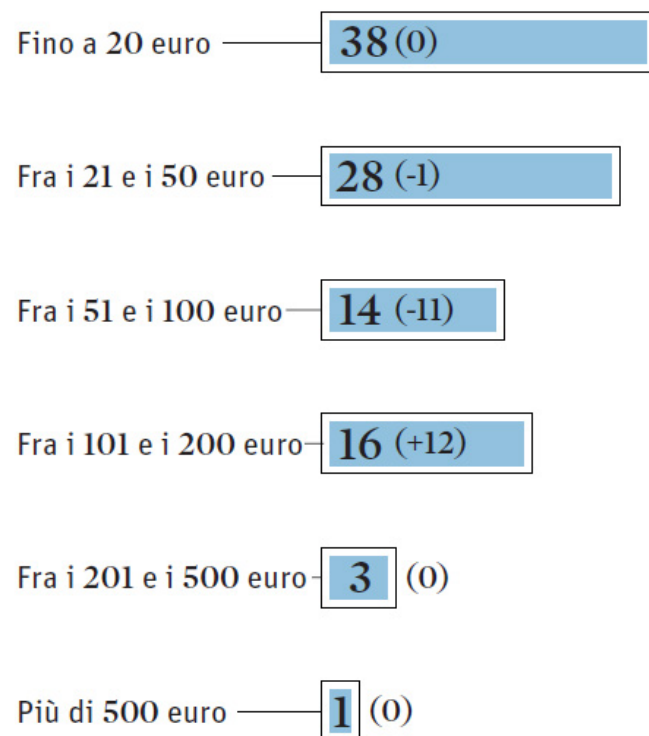 Fino a 20 euro 38 (0)
Fra i 21 e i 50 euro 28 (-1)
Fra i 51 e i 100 euro 14 (-11)
Fra i 101 e i 200 euro 16 (+12)
Fra i 201 e i 500 euro 3 (0)
Più di 500 euro 1 (0)